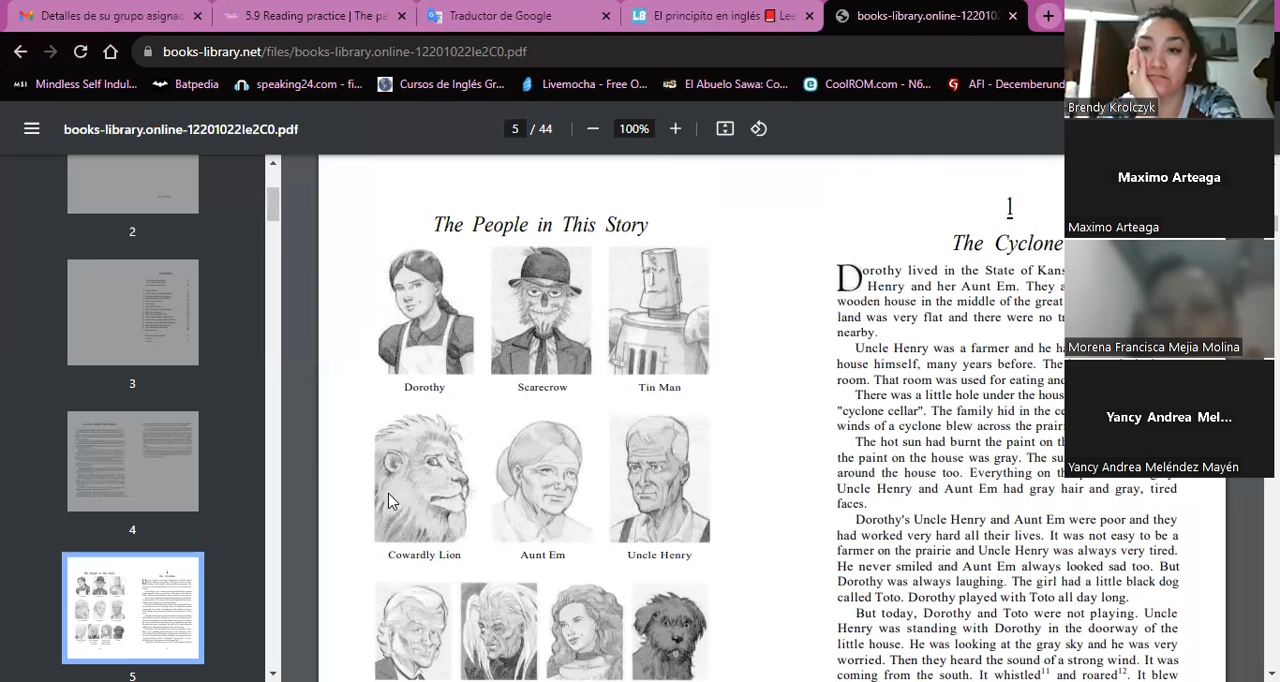 Detalles de su grupo asignad
5.9 Reading practice | The pa
Traductor de Google
El principito en inglés 📕 Lee
books-library.online-1220102
books-library.net/files/books-library.online-12201022Ie2C0.pdf
Mindless Self Indul...
Batpedia
speaking24.com - fi...
Cursos de Inglés Gr...
Livemocha - Free O...
El Abuelo Sawa: Co...
CoolROM.com - N6...
AFI - Decemberund
books-library.online-12201022Ie2C0.pdf
5 / 44
100%
2
3
4
5
The People in This Story
Dorothy
Scarecrow
Tin Man
Cowardly Lion
Aunt Em
Uncle Henry
1
The Cyclone
Dorothy lived in the State of Kans
Henry and her Aunt Em. They a
wooden house in the middle of the great
land was very flat and there were no tr
nearby.
Uncle Henry was a farmer and he ha
house himself, many years before. The
room. That room was used for eating and
There was a little hole under the hous
"cyclone cellar". The family hid in the ce
winds of a cyclone blew across the prairi
The hot sun had burnt the paint on th
the paint on the house was gray. The su
around the house too. Everything on th
Uncle Henry and Aunt Em had gray hair and gray, tired
faces.
Dorothy's Uncle Henry and Aunt Em were poor and they
had worked very hard all their lives. It was not easy to be a
farmer on the prairie and Uncle Henry was always very tired.
He never smiled and Aunt Em always looked sad too. But
Dorothy was always laughing. The girl had a little black dog
called Toto. Dorothy played with Toto all day long.
But today, Dorothy and Toto were not playing. Uncle
Henry was standing with Dorothy in the doorway of the
little house. He was looking at the gray sky and he was very
worried. Then they heard the sound of a strong wind. It was
coming from the south. It whistled11 and roared12. It blew
Brendy Krolczyk
Maximo Arteaga
Maximo Arteaga
Morena Francisca Mejia Molina
Yancy Andrea Mel...
Yancy Andrea Meléndez Mayén